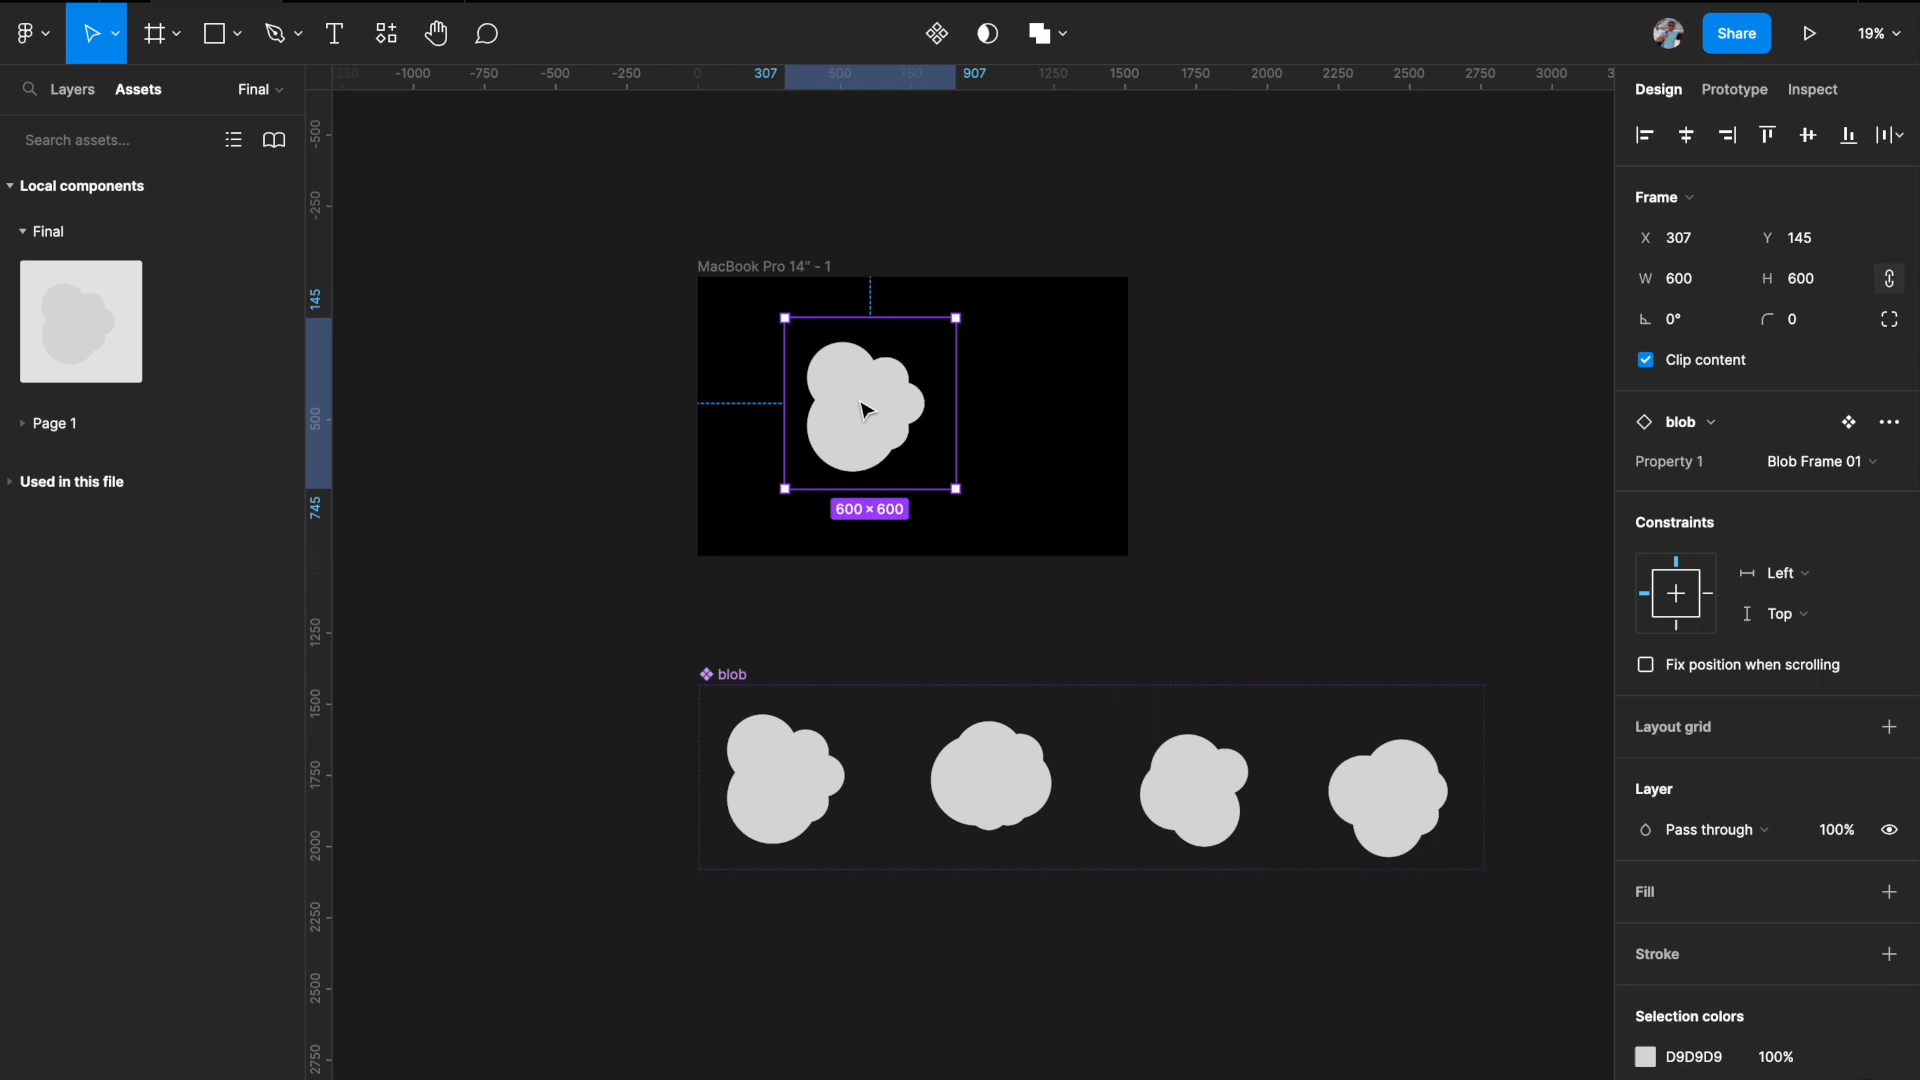 Share
19%
Layers
Assets
Final
Search assets...
Local components
Final
Page 1
Used in this file
250
-1000
-750
-500
-250
0
307
500
750
907
1250
1500
1750
2000
2250
2500
2750
3000
3
-500
-250
145
500
745
1250
1500
1750
2000
2250
2500
2750
MacBook Pro 14" - 1
600 × 600
blob
Design
Prototype
Inspect
Frame
X 307
Y 145
W 600
H 600
0°
0
Clip content
blob
Property 1
Blob Frame 01
Constraints
Left
Top
Fix position when scrolling
Layout grid
Layer
Pass through
100%
Fill
Stroke
Selection colors
D9D9D9
100%